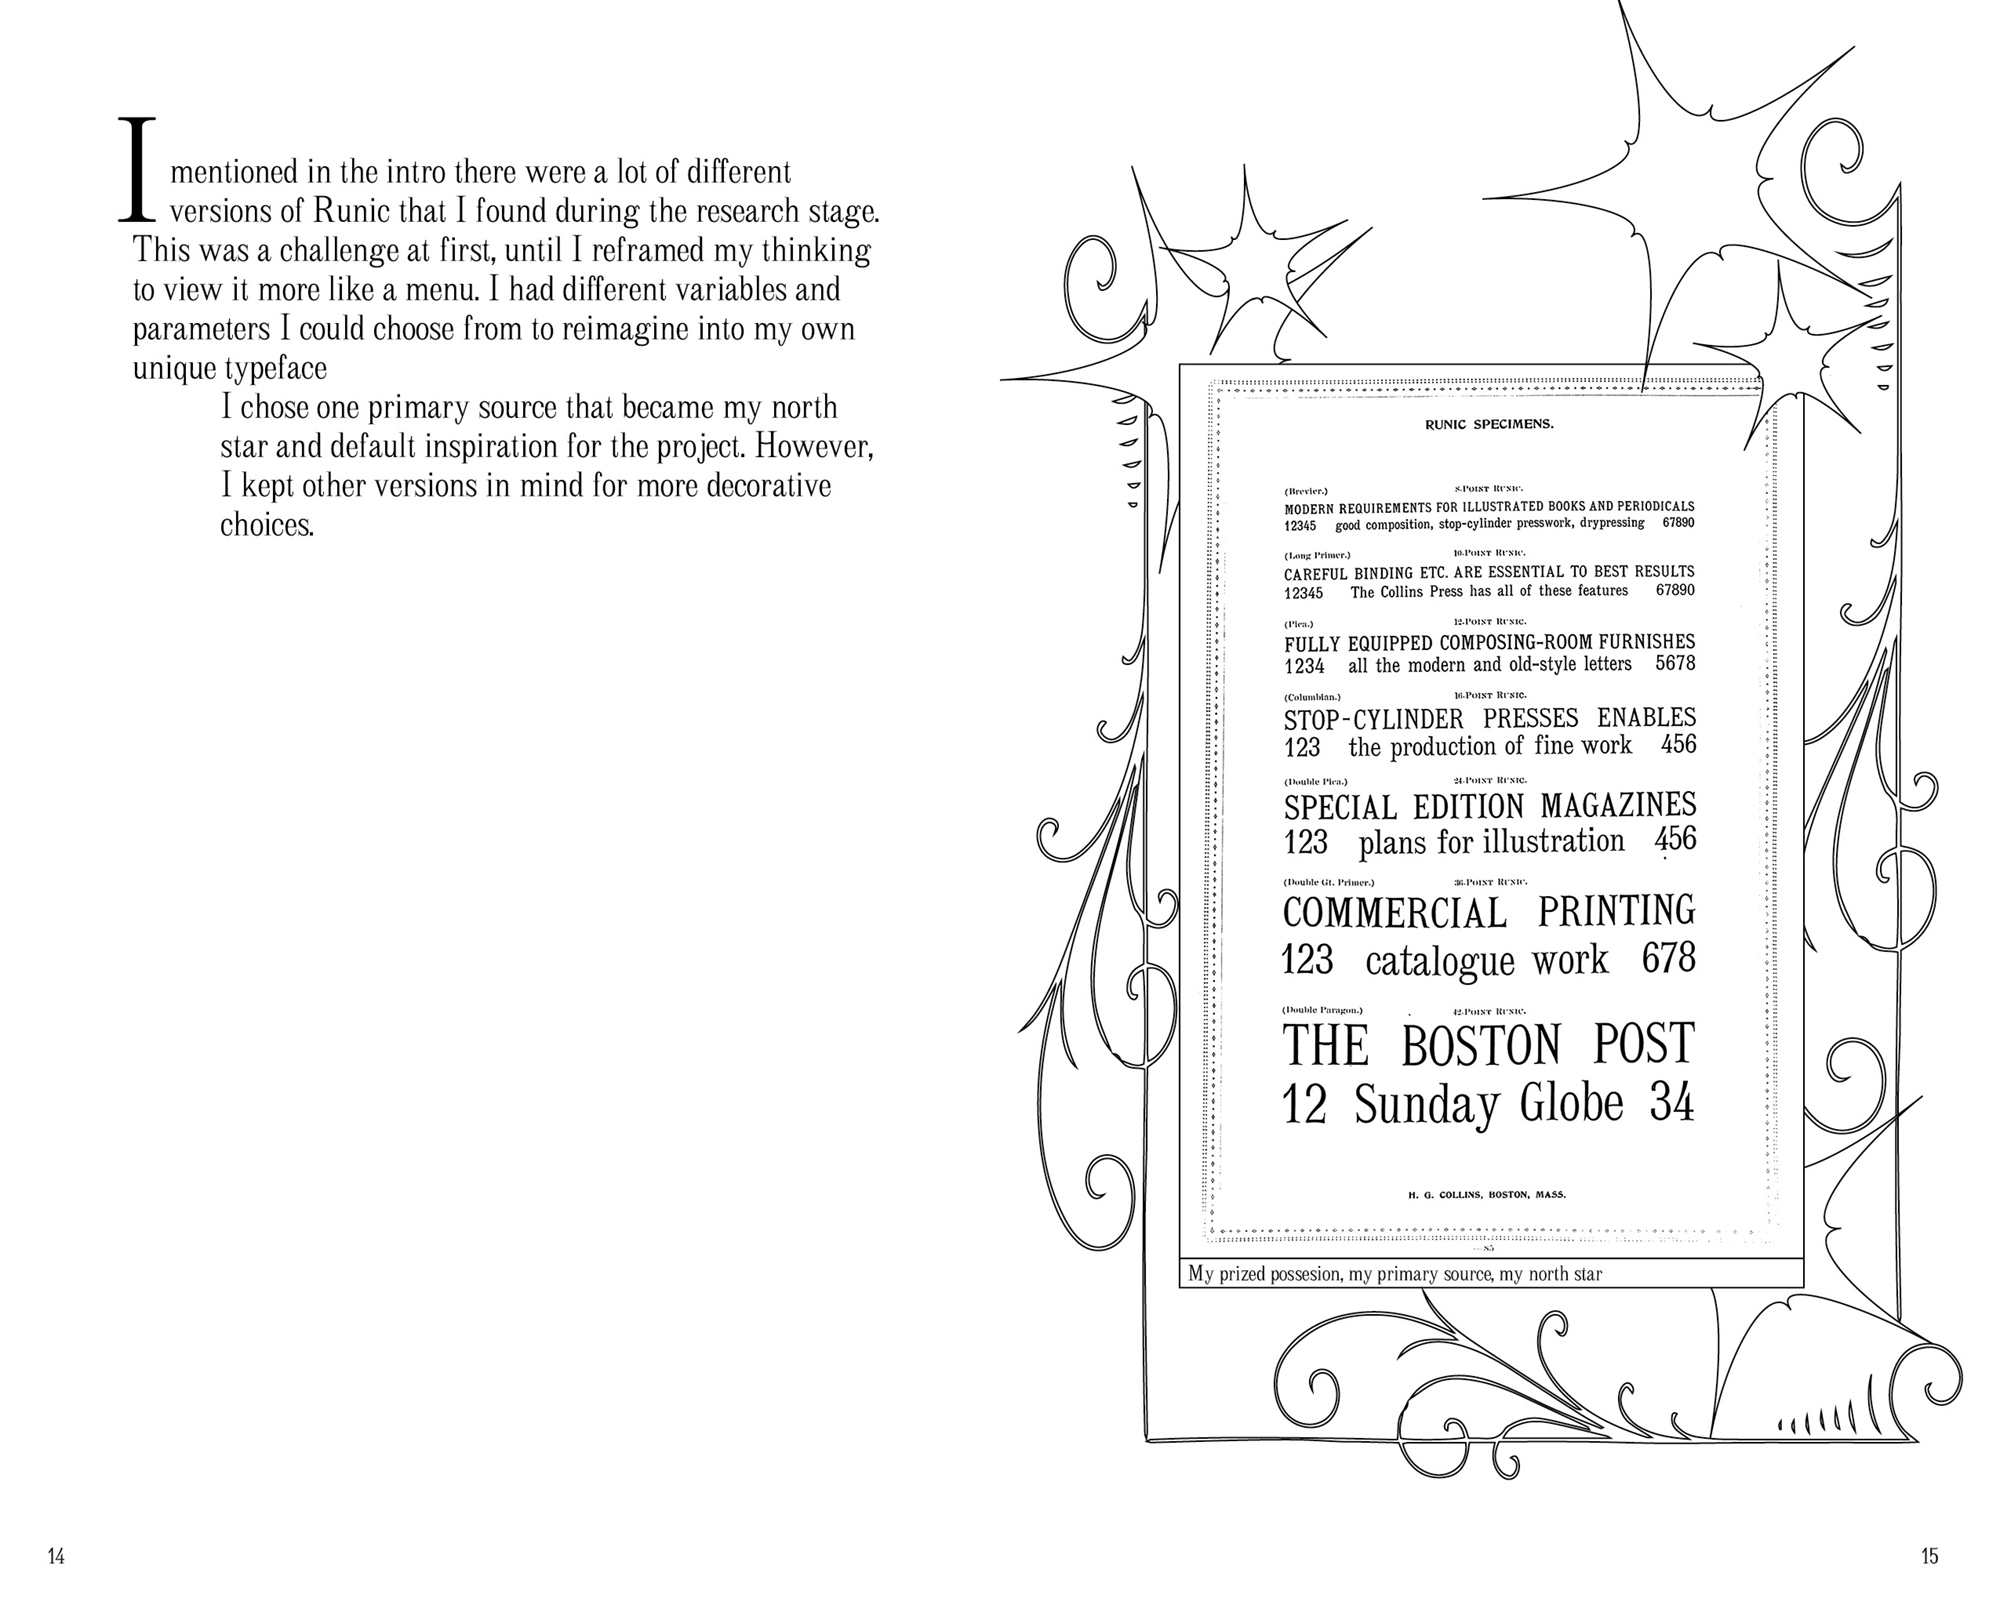 I mentioned in the intro there were a lot of different
versions of Runic that I found during the research stage.
This was a challenge at first, until I reframed my thinking
to view it more like a menu. I had different variables and
parameters I could choose from to reimagine into my own
unique typeface
I chose one primary source that became my north
star and default inspiration for the project. However,
I kept other versions in mind for more decorative
choices.
14
RUNIC SPECIMENS.
(Brevier.) 8-Point Runic.
MODERN REQUIREMENTS FOR ILLUSTRATED BOOKS AND PERIODICALS
12345 good composition, stop-cylinder presswork, drypressing 67890
(Long Primer.) 10-Point Runic.
CAREFUL BINDING ETC. ARE ESSENTIAL TO BEST RESULTS
12345 The Collins Press has all of these features 67890
(Pica.) 12-Point Runic.
FULLY EQUIPPED COMPOSING-ROOM FURNISHES
1234 all the modern and old-style letters 5678
(Columbian.) 16-Point Runic.
STOP-CYLINDER PRESSES ENABLES
123 the production of fine work 456
(Double Pica.) 24-Point Runic.
SPECIAL EDITION MAGAZINES
123 plans for illustration 456
(Double Gt. Primer.) 36-Point Runic.
COMMERCIAL PRINTING
123 catalogue work 678
(Double Paragon.) 42-Point Runic.
THE BOSTON POST
12 Sunday Globe 34
H. G. COLLINS, BOSTON, MASS.
85
My prized possesion, my primary source, my north star
15